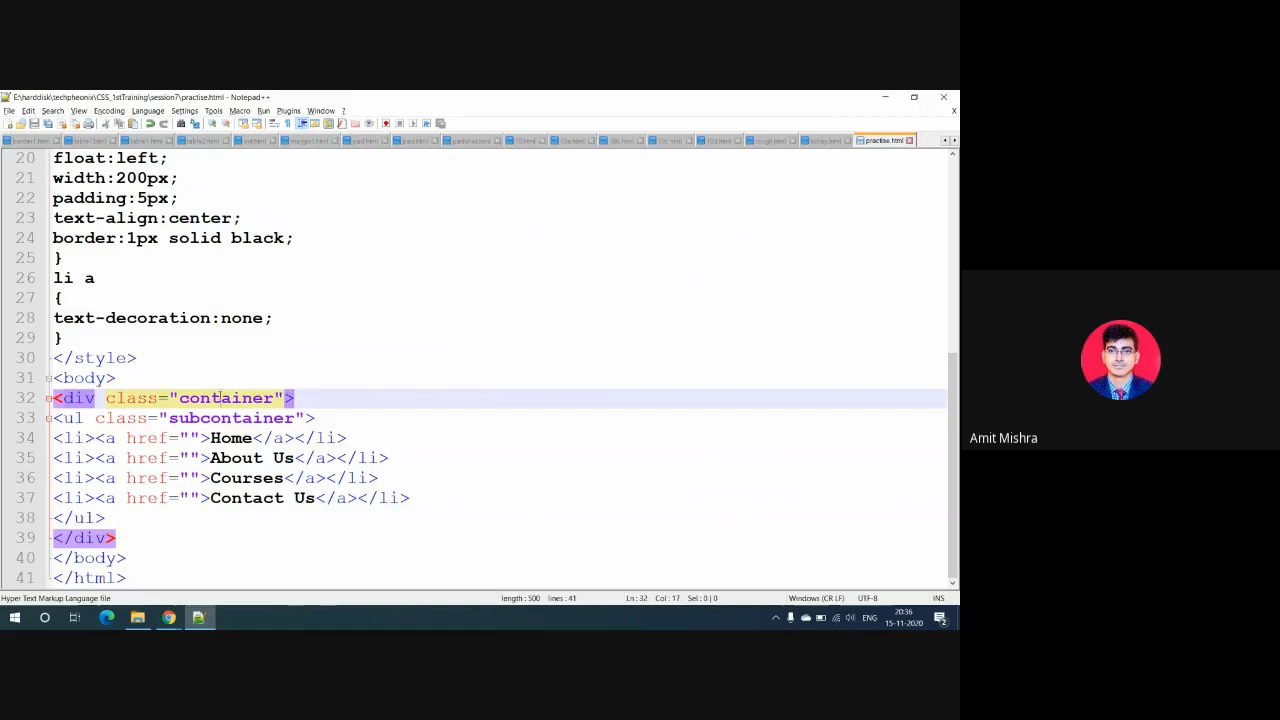 E:\harddisk\techpheonix\CSS_1stTraining\session7\practise.html - Notepad++
File Edit Search View Encoding Language Settings Tools Macro Run Plugins Window ?
X
practise.html
20 float:left;
21 width:200px;
22 padding:5px;
23 text-align:center;
24 border:1px solid black;
25 }
26 li a
27 {
28 text-decoration:none;
29 }
30 </style>
31 <body>
32 <div class="container">
33 <ul class="subcontainer">
34 <li><a href="">Home</a></li>
35 <li><a href="">About Us</a></li>
36 <li><a href="">Courses</a></li>
37 <li><a href="">Contact Us</a></li>
38 </ul>
39 </div>
40 </body>
41 </html>
Hyper Text Markup Language file length : 500 lines : 41 Ln : 32 Col : 17 Sel : 0 | 0 Windows (CR LF) UTF-8 INS
ENG 20:36
15-11-2020
2
Amit Mishra